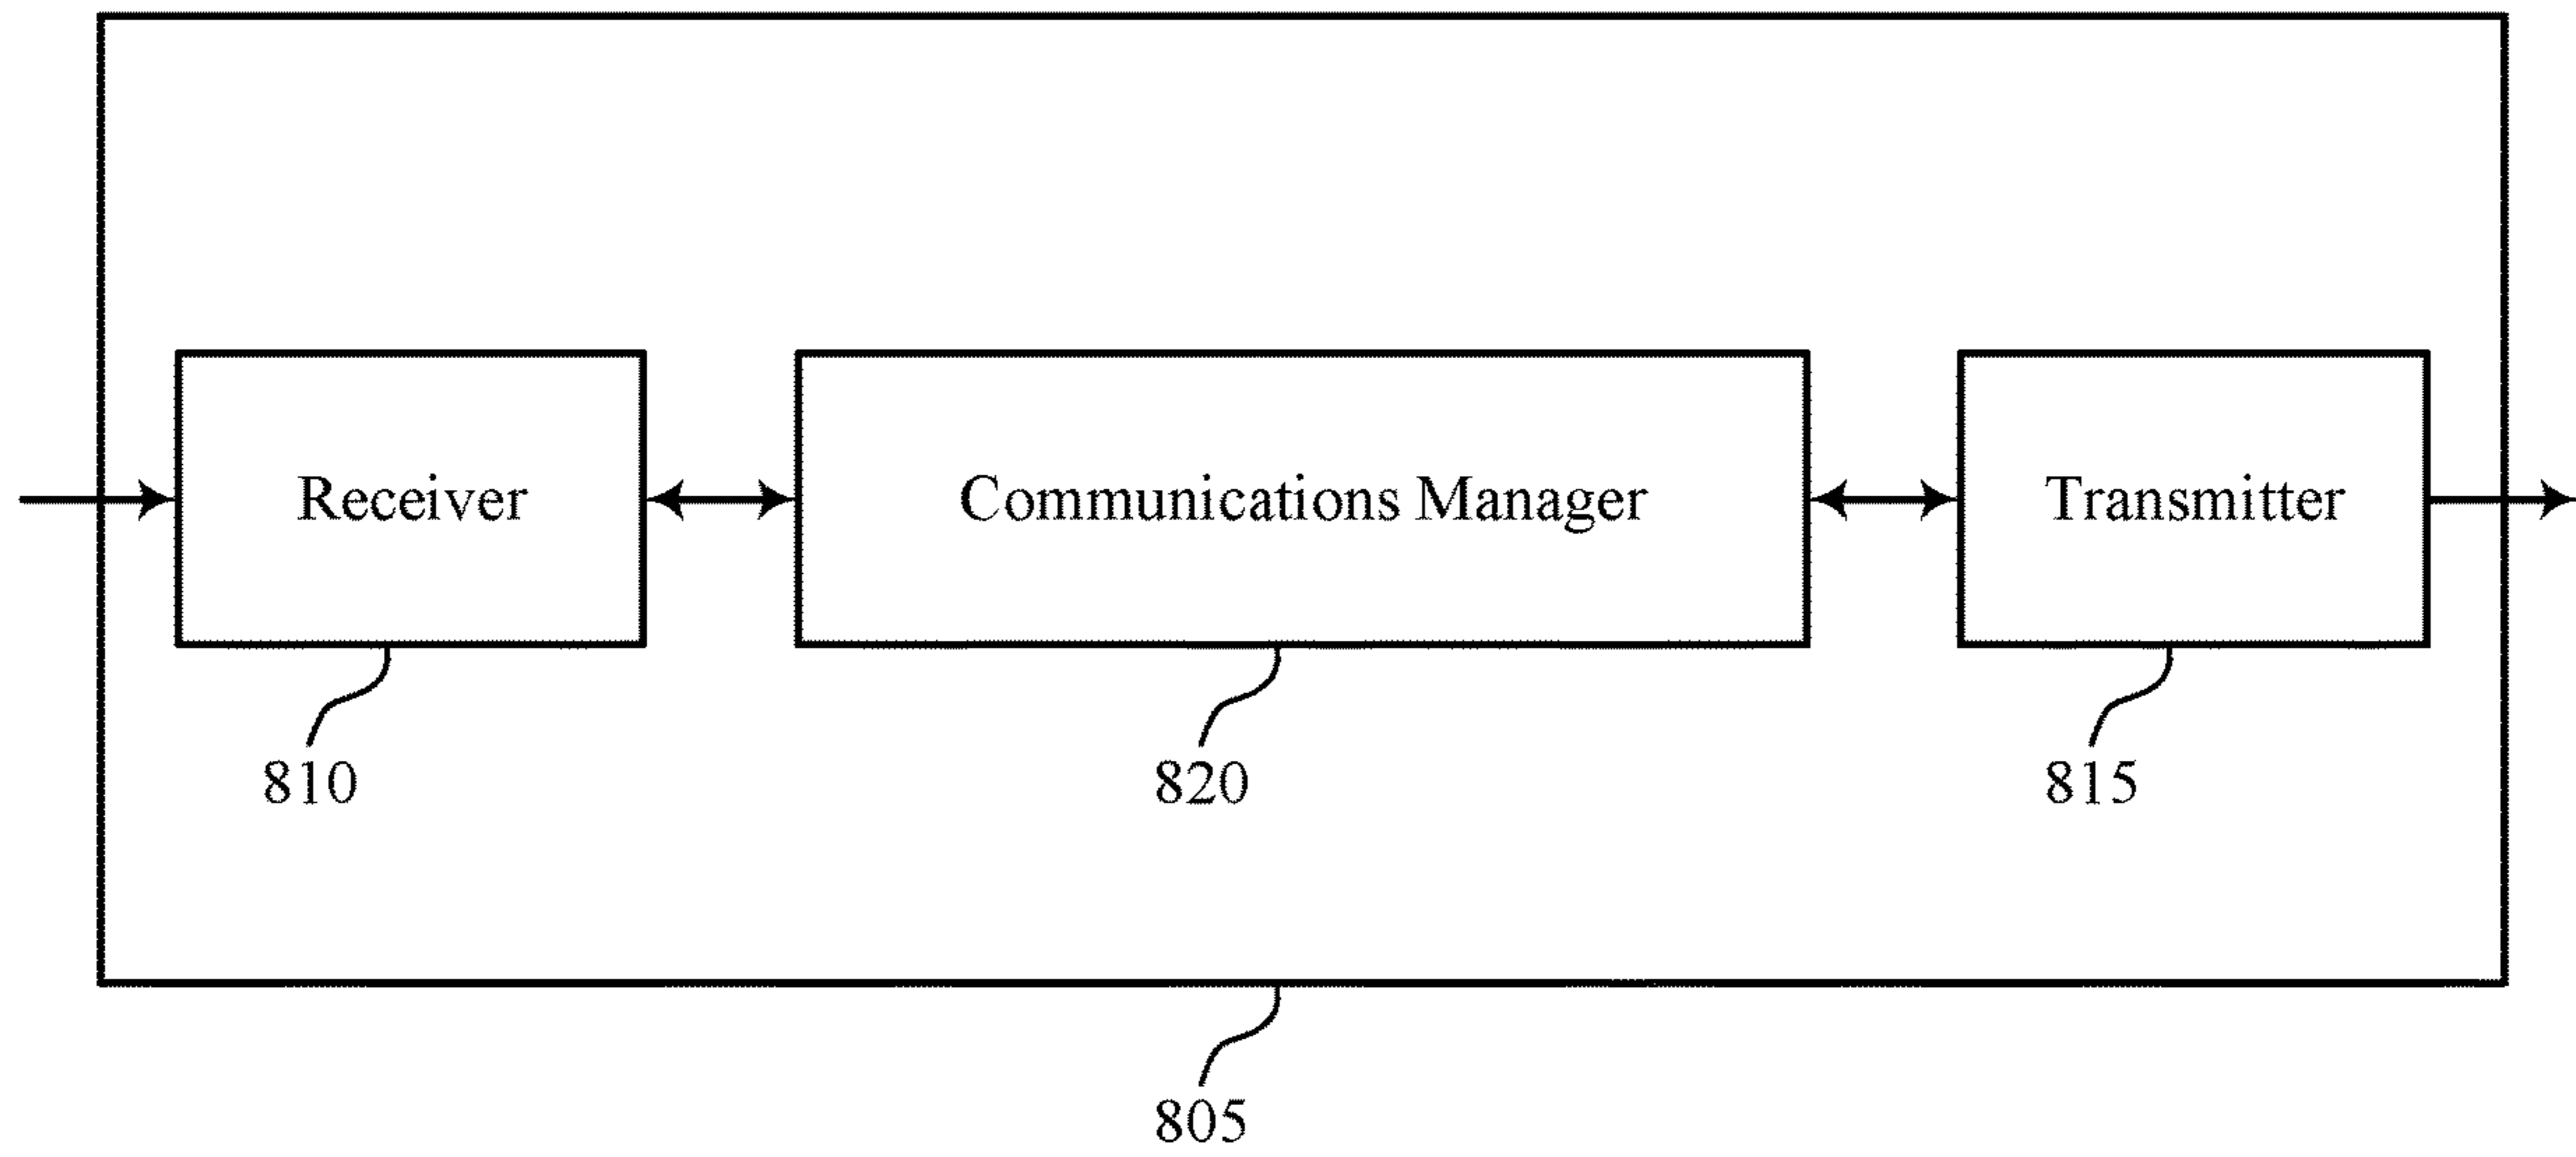 Receiver
Communications Manager
Transmitter
810
820
815
805